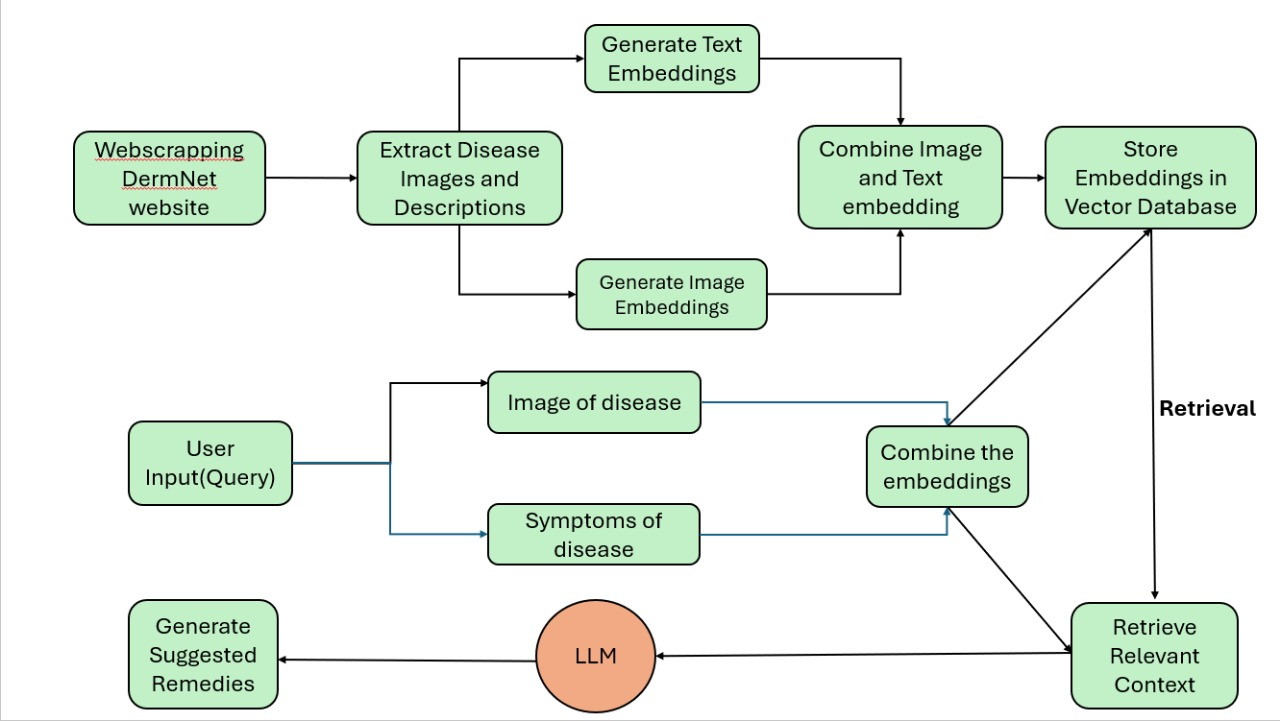 Generate Text
Embeddings
Webscrapping
DermNet
website
Extract Disease
Images and
Descriptions
Combine Image
and Text
embedding
Store
Embeddings in
Vector Database
Generate Image
Embeddings
Image of disease
Retrieval
User
Input(Query)
Combine the
embeddings
Symptoms of
disease
Generate
Suggested
Remedies
LLM
Retrieve
Relevant
Context